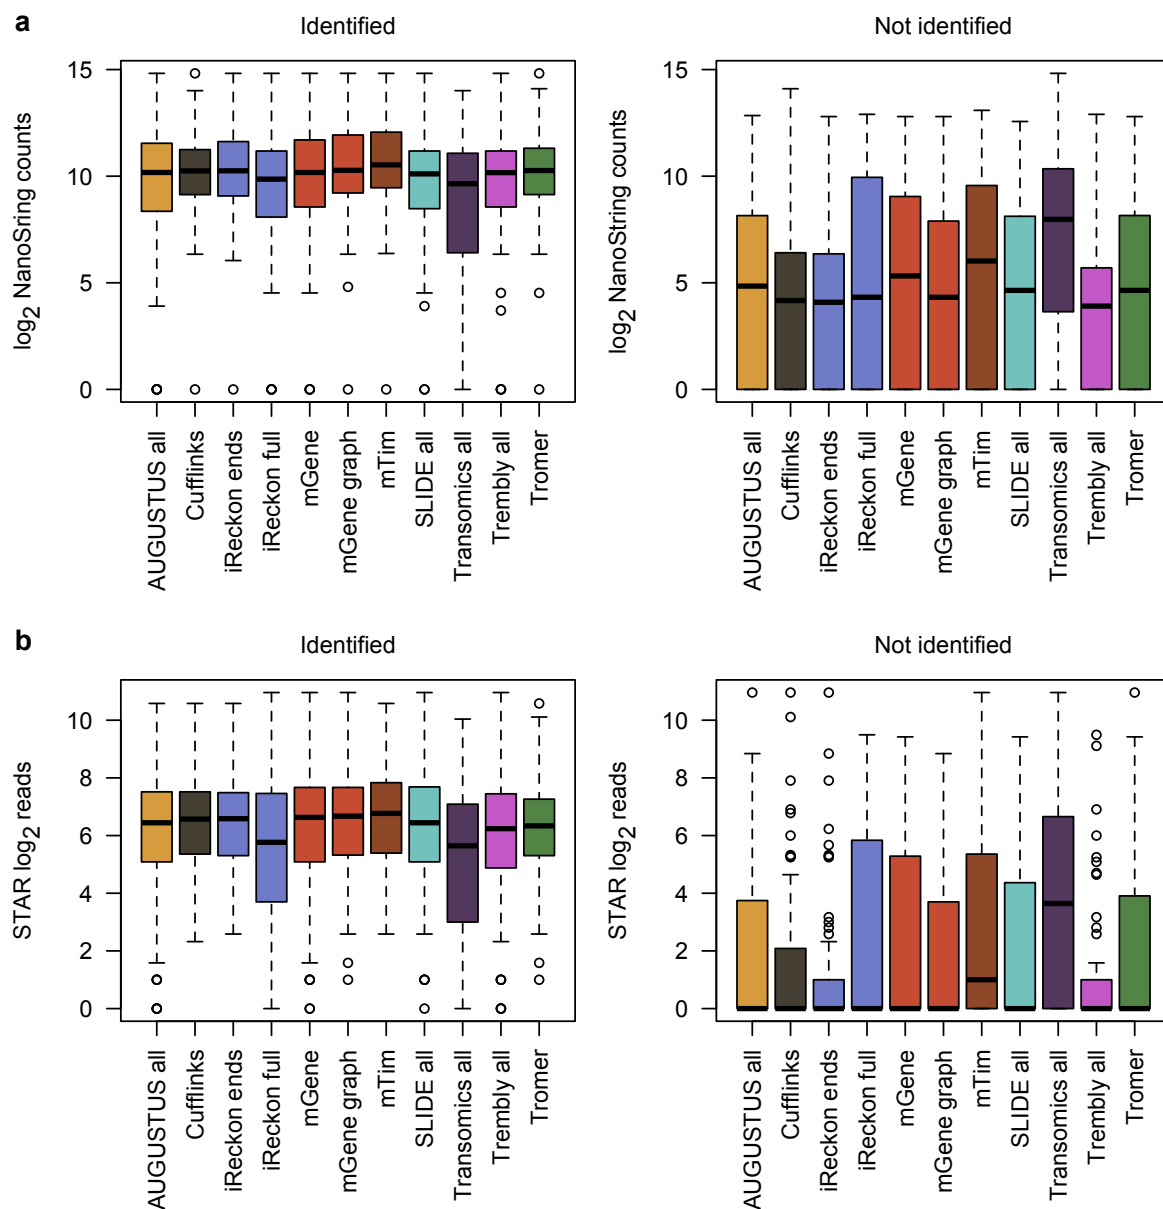 a
Identified
Not identified
log2 NanoSring counts
15
10
5
0
AUGUSTUS all
Cufflinks
iReckon ends
iReckon full
mGene
mGene graph
mTim
SLIDE all
Transomics all
Trembly all
Tromer
log2 NanoString counts
15
10
5
0
AUGUSTUS all
Cufflinks
iReckon ends
iReckon full
mGene
mGene graph
mTim
SLIDE all
Transomics all
Trembly all
Tromer
b
Identified
Not identified
STAR log2 reads
10
8
6
4
2
0
AUGUSTUS all
Cufflinks
iReckon ends
iReckon full
mGene
mGene graph
mTim
SLIDE all
Transomics all
Trembly all
Tromer
STAR log2 reads
10
8
6
4
2
0
AUGUSTUS all
Cufflinks
iReckon ends
iReckon full
mGene
mGene graph
mTim
SLIDE all
Transomics all
Trembly all
Tromer